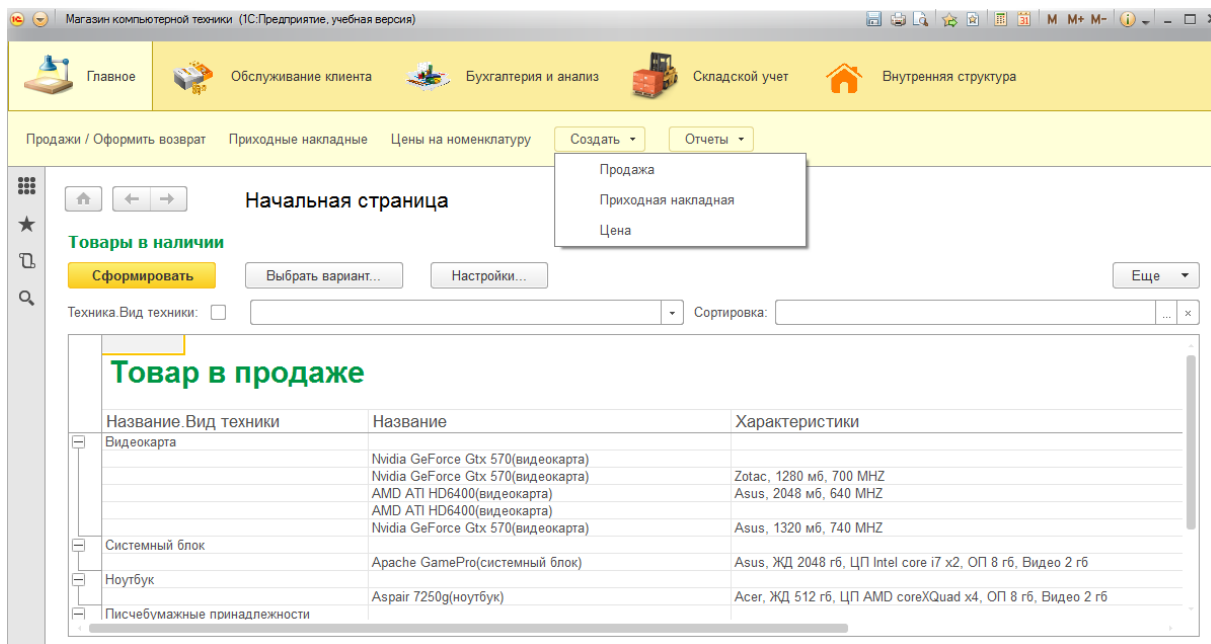 1С Магазин компьютерной техники (1С:Предприятие, учебная версия) 31 M M+ M-
Главное Обслуживание клиента Бухгалтерия и анализ Складской учет Внутренняя структура
Продажи / Оформить возврат Приходные накладные Цены на номенклатуру Создать Отчеты
Продажа
Приходная накладная
Цена
Начальная страница
Товары в наличии
Сформировать Выбрать вариант... Настройки... Еще
Техника.Вид техники: Сортировка: ...
Товар в продаже
Название.Вид техники Название Характеристики
Видеокарта
Nvidia GeForce Gtx 570(видеокарта)
Nvidia GeForce Gtx 570(видеокарта) Zotac, 1280 мб, 700 MHZ
AMD ATI HD6400(видеокарта) Asus, 2048 мб, 640 MHZ
AMD ATI HD6400(видеокарта)
Nvidia GeForce Gtx 570(видеокарта) Asus, 1320 мб, 740 MHZ
Системный блок
Apache GamePro(системный блок) Asus, ЖД 2048 гб, ЦП Intel core i7 x2, ОП 8 гб, Видео 2 гб
Ноутбук
Aspair 7250g(ноутбук) Acer, ЖД 512 гб, ЦП AMD coreXQuad x4, ОП 8 гб, Видео 2 гб
Писчебумажные принадлежности